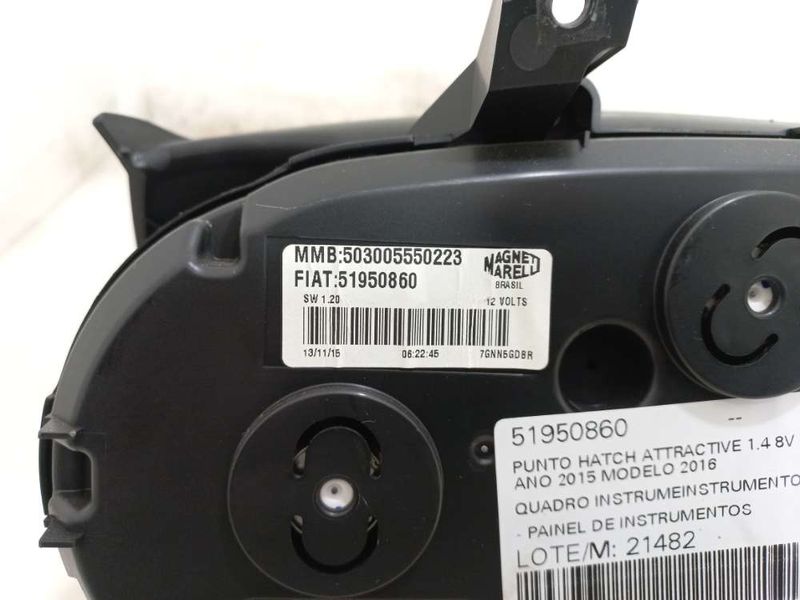 MMB:503005550223
FIAT:51950860
MAGNETI
MARELLI
BRASIL
SW 1.20
12 VOLTS
13/11/15 06:22:45 7GNN5GDBR
--
51950860
PUNTO HATCH ATTRACTIVE 1.4 8V
ANO 2015 MODELO 2016
QUADRO INSTRUMEINSTRUMENTO
- PAINEL DE INSTRUMENTOS
LOTE/M: 21482